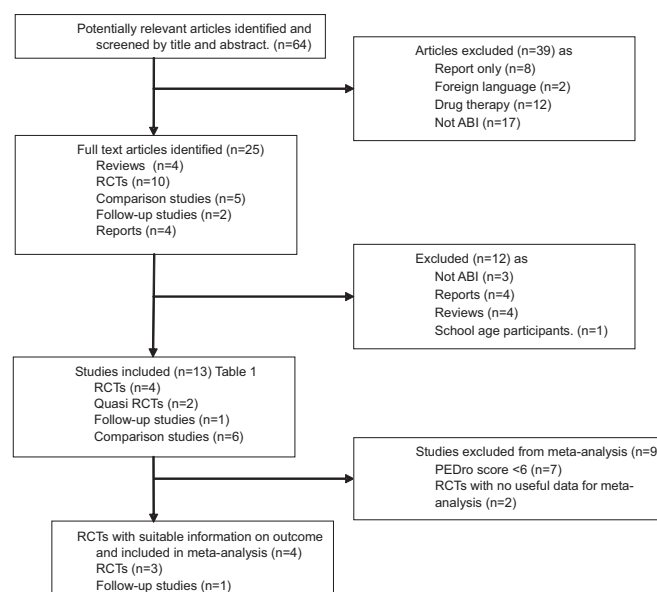 Potentially relevant articles identified and
screened by title and abstract. (n=64)
Articles excluded (n=39) as
Report only (n=8)
Foreign language (n=2)
Drug therapy (n=12)
Not ABI (n=17)
Full text articles identified (n=25)
Reviews (n=4)
RCTs (n=10)
Comparison studies (n=5)
Follow-up studies (n=2)
Reports (n=4)
Excluded (n=12) as
Not ABI (n=3)
Reports (n=4)
Reviews (n=4)
School age participants. (n=1)
Studies included (n=13) Table 1
RCTs (n=4)
Quasi RCTs (n=2)
Follow-up studies (n=1)
Comparison studies (n=6)
Studies excluded from meta-analysis (n=9
PEDro score <6 (n=7)
RCTs with no useful data for meta-
analysis (n=2)
RCTs with suitable information on outcome
and included in meta-analysis (n=4)
RCTs (n=3)
Follow-up studies (n=1)